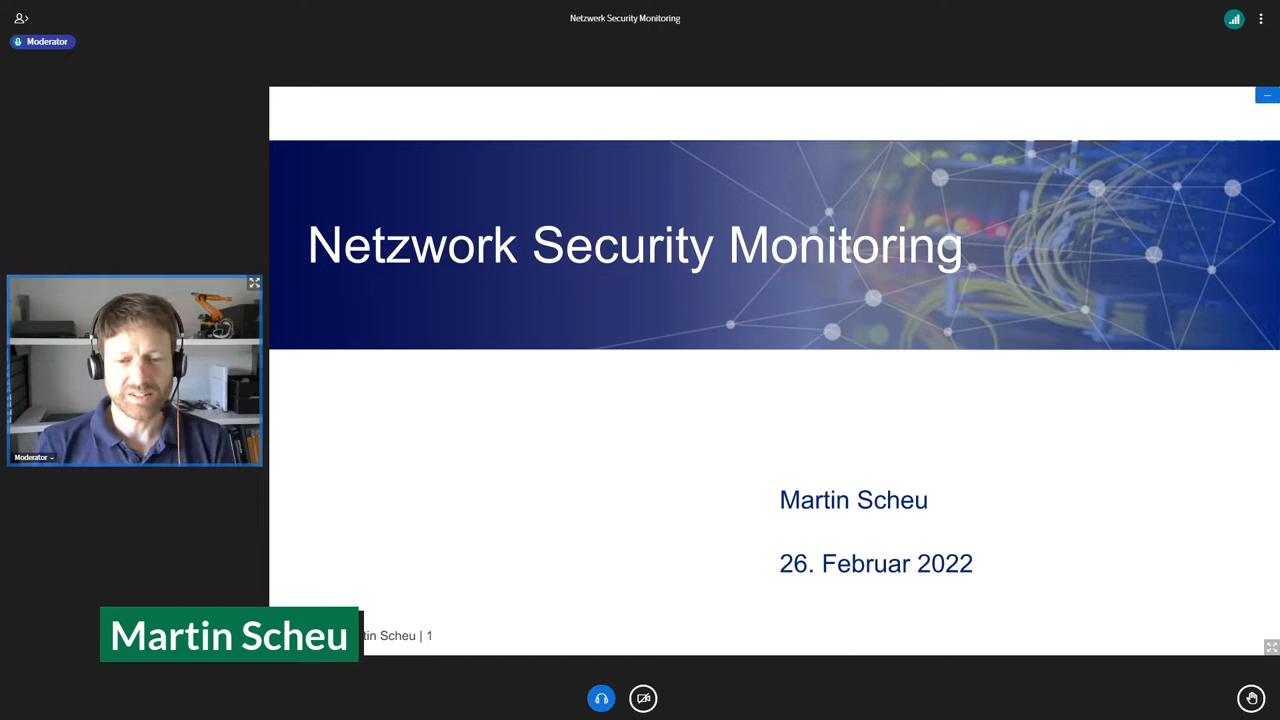 Netzwerk Security Monitoring
Moderator
Netzwork Security Monitoring
Moderator
Martin Scheu
26. Februar 2022
Martin Scheu
tin Scheu | 1